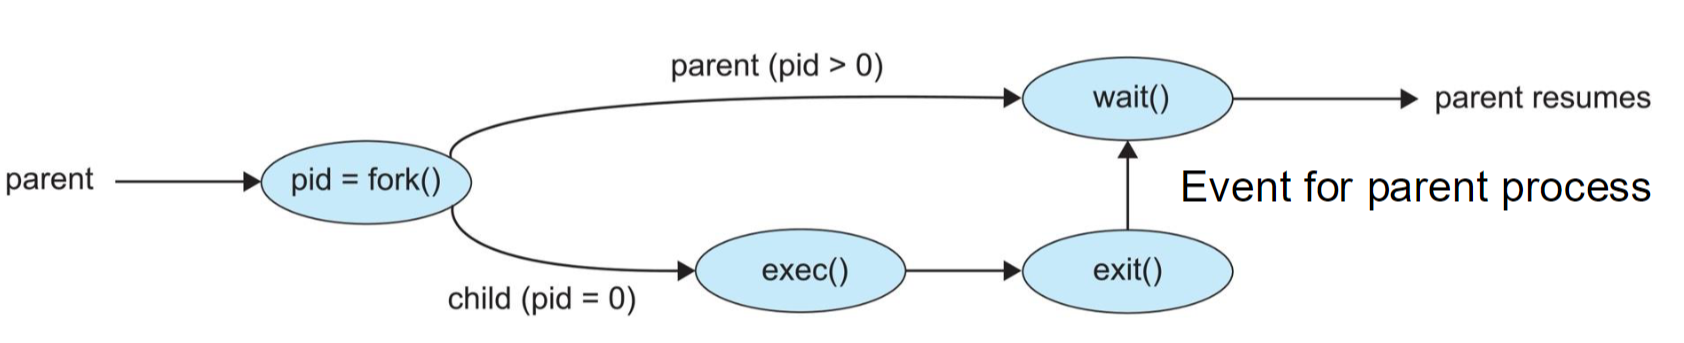 parent
pid = fork()
parent (pid > 0)
wait()
parent resumes
Event for parent process
child (pid = 0)
exec()
exit()